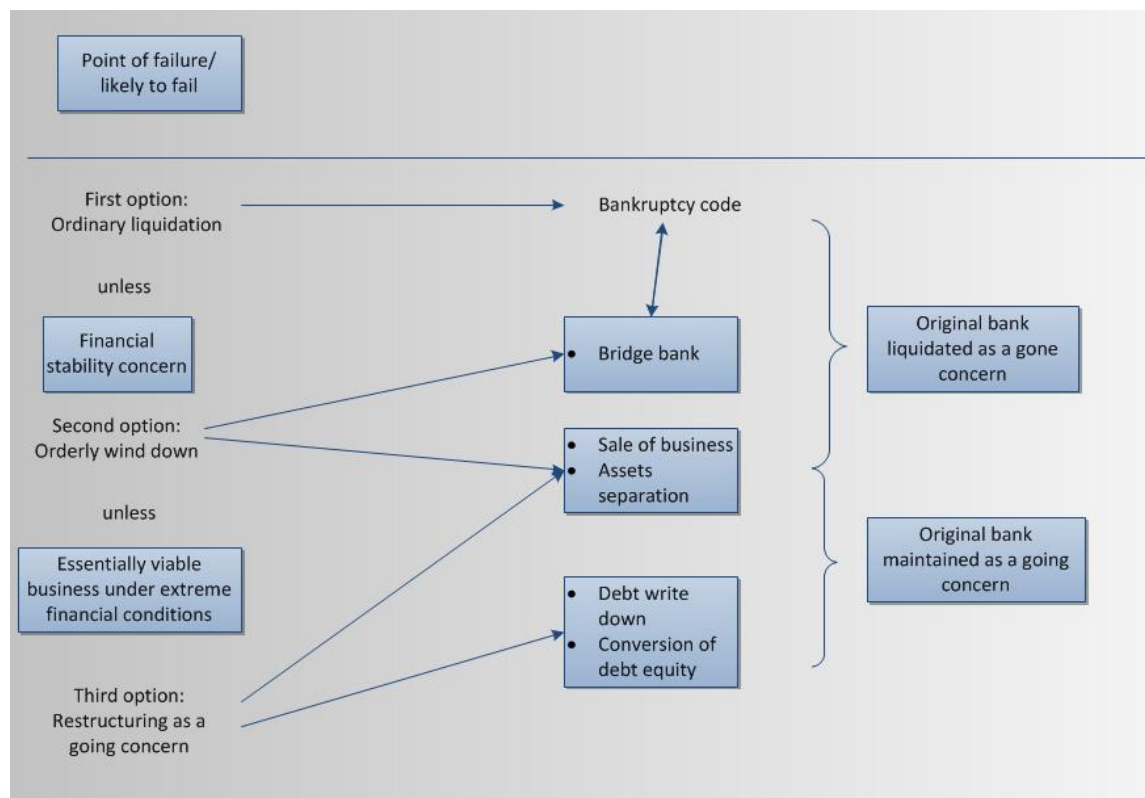 Point of failure/
likely to fail
First option:
Ordinary liquidation
Bankruptcy code
unless
Financial
stability concern
• Bridge bank
Original bank
liquidated as a gone
concern
Second option:
Orderly wind down
• Sale of business
• Assets
separation
unless
Essentially viable
business under extreme
financial conditions
Original bank
maintained as a going
concern
• Debt write
down
• Conversion of
debt equity
Third option:
Restructuring as a
going concern